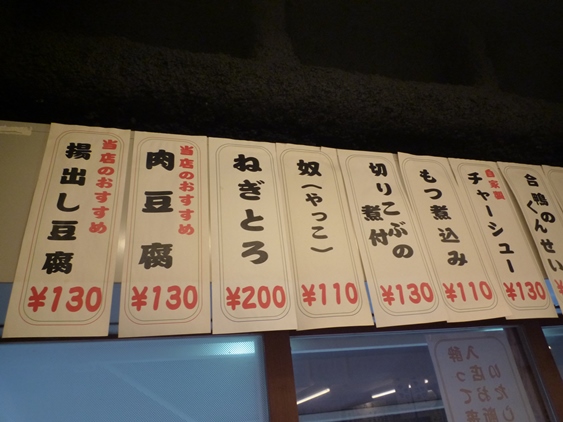 当店のおすすめ
揚出し豆腐
¥130
当店のおすすめ
肉豆腐
¥130
ねぎとろ
¥200
奴(やっこ)
¥110
切りこぶの
煮付
¥130
もつ煮込み
¥110
自家製
チャーシュー
¥130
合鴨の
くんせい